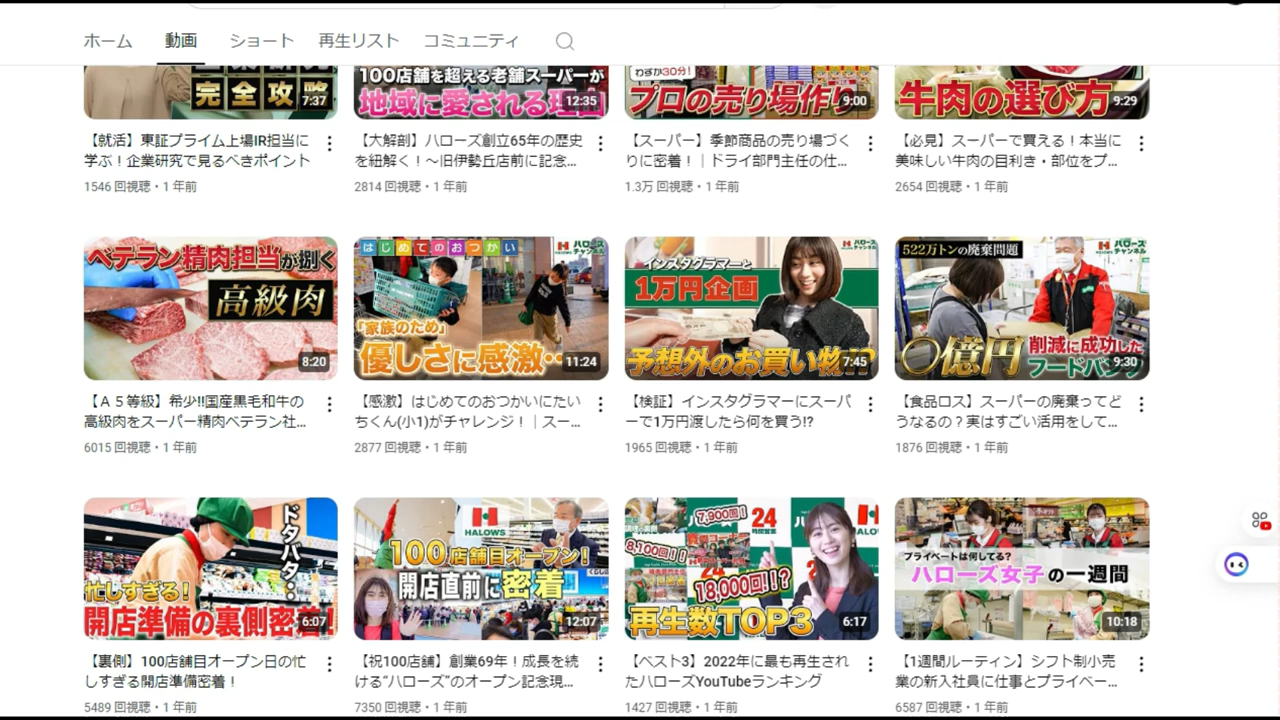 ホーム 動画 ショート 再生リスト コミュニティ
完全攻略
7:37
100店舗を超える老舗スーパーが
地域に愛される理由
12:35
わずか30分!
プロの売り場作り
9:00
牛肉の選び方
9:29
【就活】東証プライム上場IR担当に
学ぶ！企業研究で見るべきポイント
1546 回視聴・1 年前
【大解剖】ハローズ創立65年の歴史
を紐解く！～旧伊勢丘店前に記念...
2814 回視聴・1 年前
【スーパー】季節商品の売り場づく
りに密着！｜ドライ部門主任の仕...
1.3万 回視聴・1 年前
【必見】スーパーで買える！本当に
美味しい牛肉の目利き・部位をプ...
2654 回視聴・1 年前
ベテラン精肉担当が捌く
高級肉
8:20
はじめてのおつかい
ハローズ
チャンネル
「家族のため」
優しさに感激…
11:24
ハローズ
チャンネル
インスタグラマーと
1万円企画
予想外のお買い物!?
7:45
522万トンの廃棄問題
ハローズ
チャンネル
〇億円 削減に成功した
フードバンク
9:30
【Ａ５等級】希少!!国産黒毛和牛の
高級肉をスーパー精肉ベテラン社...
6015 回視聴・1 年前
【感激】はじめてのおつかいにたい
ちくん(小1)がチャレンジ！｜スー...
2877 回視聴・1 年前
【検証】インスタグラマーにスーパ
ーで1万円渡したら何を買う!?
1965 回視聴・1 年前
【食品ロス】スーパーの廃棄ってど
うなるの？実はすごい活用をして...
1876 回視聴・1 年前
ドタバタ..
忙しすぎる!
開店準備の裏側密着!
6:07
HALOWS
100店舗目オープン!
開店直前に密着
12:07
7,900回!
24
時間営業
8,100回!!
18,000回!!?
再生数TOP3
6:17
プライベートは何してる?
ハローズ女子の一週間
10:18
【裏側】100店舗目オープン日の忙
しすぎる開店準備密着！
5489 回視聴・1 年前
【祝100店舗】創業69年！成長を続
ける“ハローズ”のオープン記念現...
7350 回視聴・1 年前
【ベスト3】2022年に最も再生され
たハローズYouTubeランキング
1427 回視聴・1 年前
【1週間ルーティン】シフト制小売
業の新入社員に仕事とプライベー...
6587 回視聴・1 年前